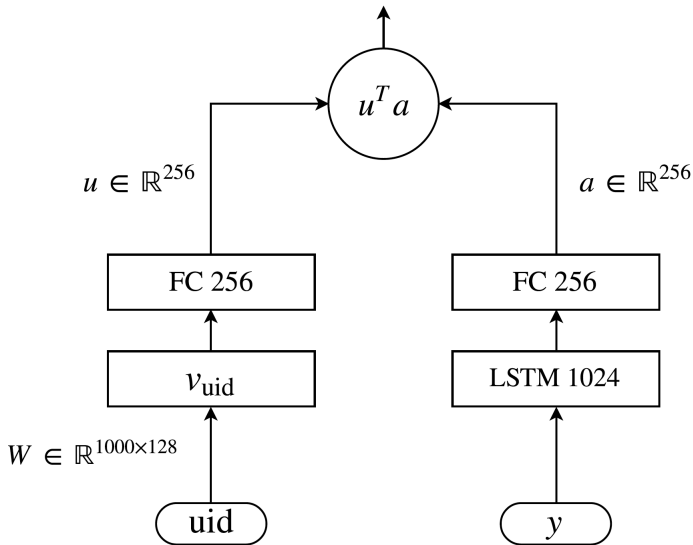 u^T a
u ∈ ℝ^256
a ∈ ℝ^256
FC 256
FC 256
v_uid
LSTM 1024
W ∈ ℝ^1000×128
uid
y